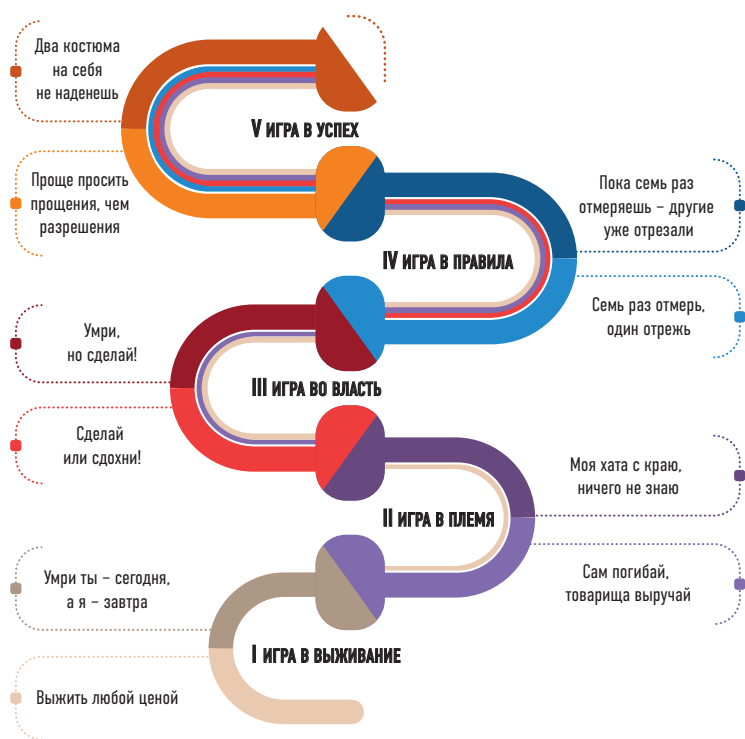 Два костюма
на себя
не наденешь
V ИГРА В УСПЕХ
Проще просить
прощения, чем
разрешения
Пока семь раз
отмеряешь – другие
уже отрезали
IV ИГРА В ПРАВИЛА
Семь раз отмерь,
один отрежь
Умри,
но сделай!
III ИГРА ВО ВЛАСТЬ
Сделай
или сдохни!
Моя хата с краю,
ничего не знаю
II ИГРА В ПЛЕМЯ
Умри ты – сегодня,
а я – завтра
Сам погибай,
товарища выручай
I ИГРА В ВЫЖИВАНИЕ
Выжить любой ценой